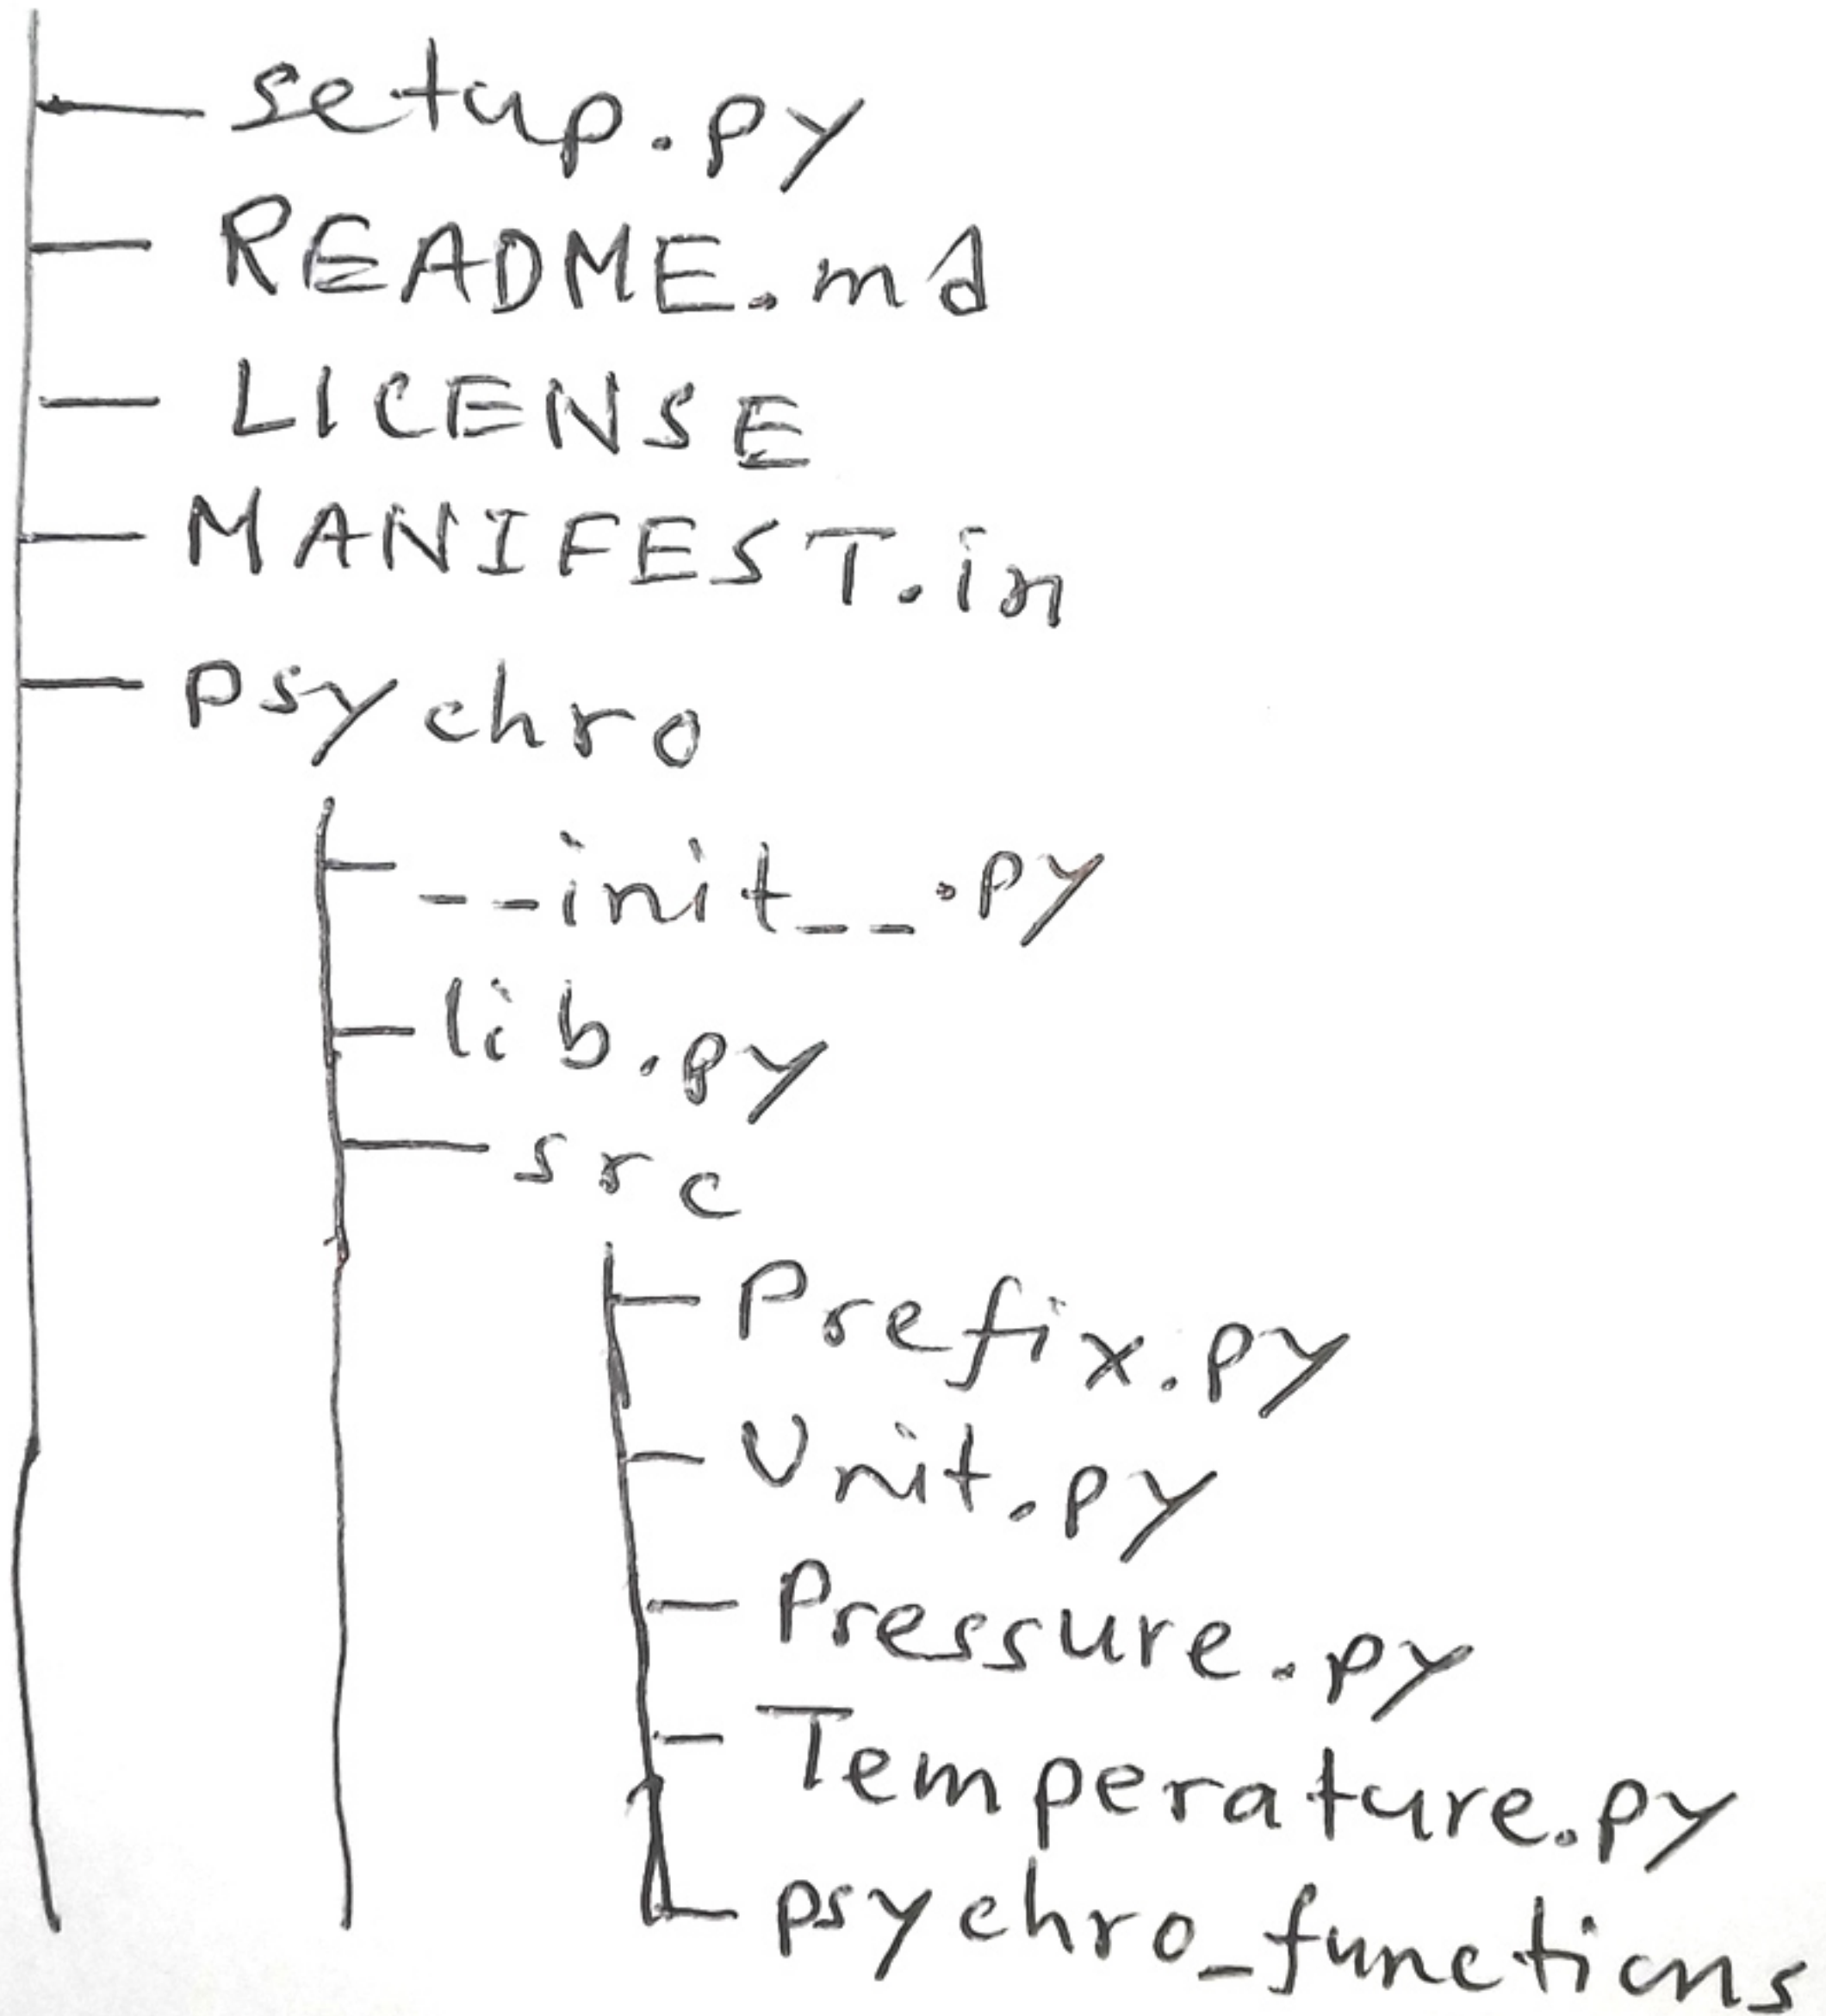 setup.py
README.md
LICENSE
MANIFEST.in
psychro
__init__.py
lib.py
src
Prefix.py
Unit.py
Pressure.py
Temperature.py
psychro_functions